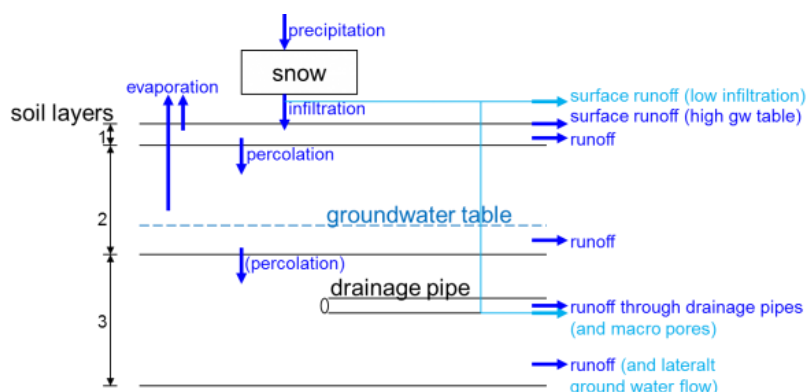 precipitation
snow
evaporation
infiltration
surface runoff (low infiltration)
soil layers
surface runoff (high gw table)
1
runoff
percolation
2
groundwater table
runoff
(percolation)
drainage pipe
3
runoff through drainage pipes
(and macro pores)
runoff (and lateralt
ground water flow)